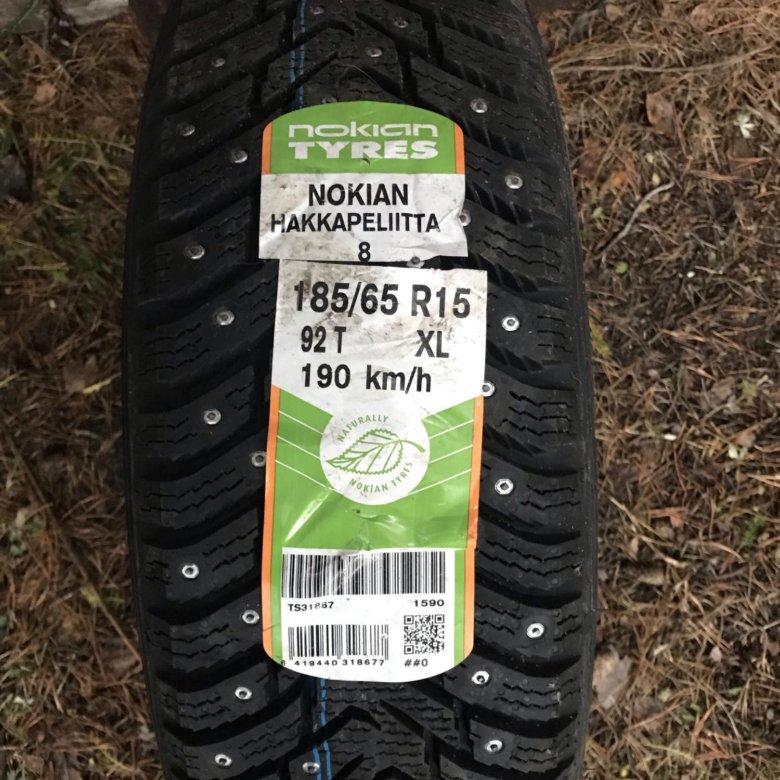 nokian
TYRES
NOKIAN
HAKKAPELIITTA
8
185/65 R15
92 T XL
190 km/h
NATURALLY
NOKIAN TYRES
TS31867 1590
6 419440 318677 ##0